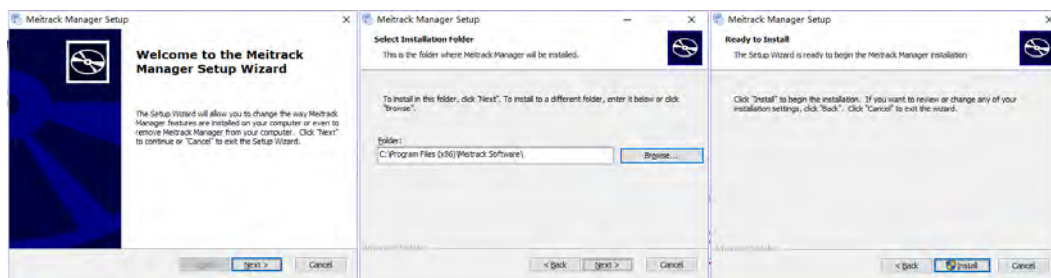 Meitrack Manager Setup
Welcome to the Meitrack
Manager Setup Wizard
The Setup Wizard will allow you to change the way Meitrack
Manager features are installed on your computer or even to
remove Meitrack Manager from your computer. Click "Next"
to continue or "Cancel" to exit the Setup Wizard.
Next >
Cancel
Meitrack Manager Setup
Select Installation Folder
This is the folder where Meitrack Manager will be installed.
To install in this folder, click "Next". To install to a different folder, enter it below or click
"Browse".
Folder:
C:\Program Files (x86)\Meitrack Software\
Browse...
< Back
Next >
Cancel
Meitrack Manager Setup
Ready to Install
The Setup Wizard is ready to begin the Meitrack Manager installation
Click "Install" to begin the installation. If you want to review or change any of your
installation settings, click "Back". Click "Cancel" to exit the wizard.
< Back
Install
Cancel